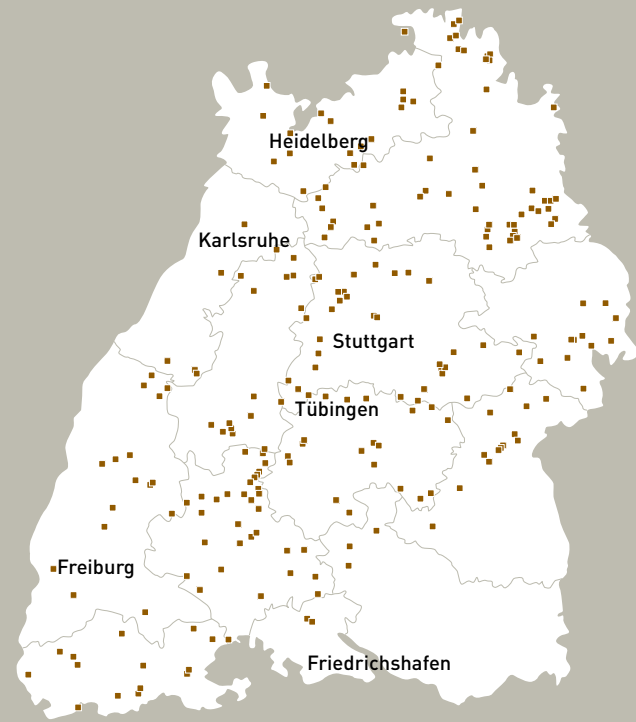 Heidelberg
Karlsruhe
Stuttgart
Tübingen
Freiburg
Friedrichshafen